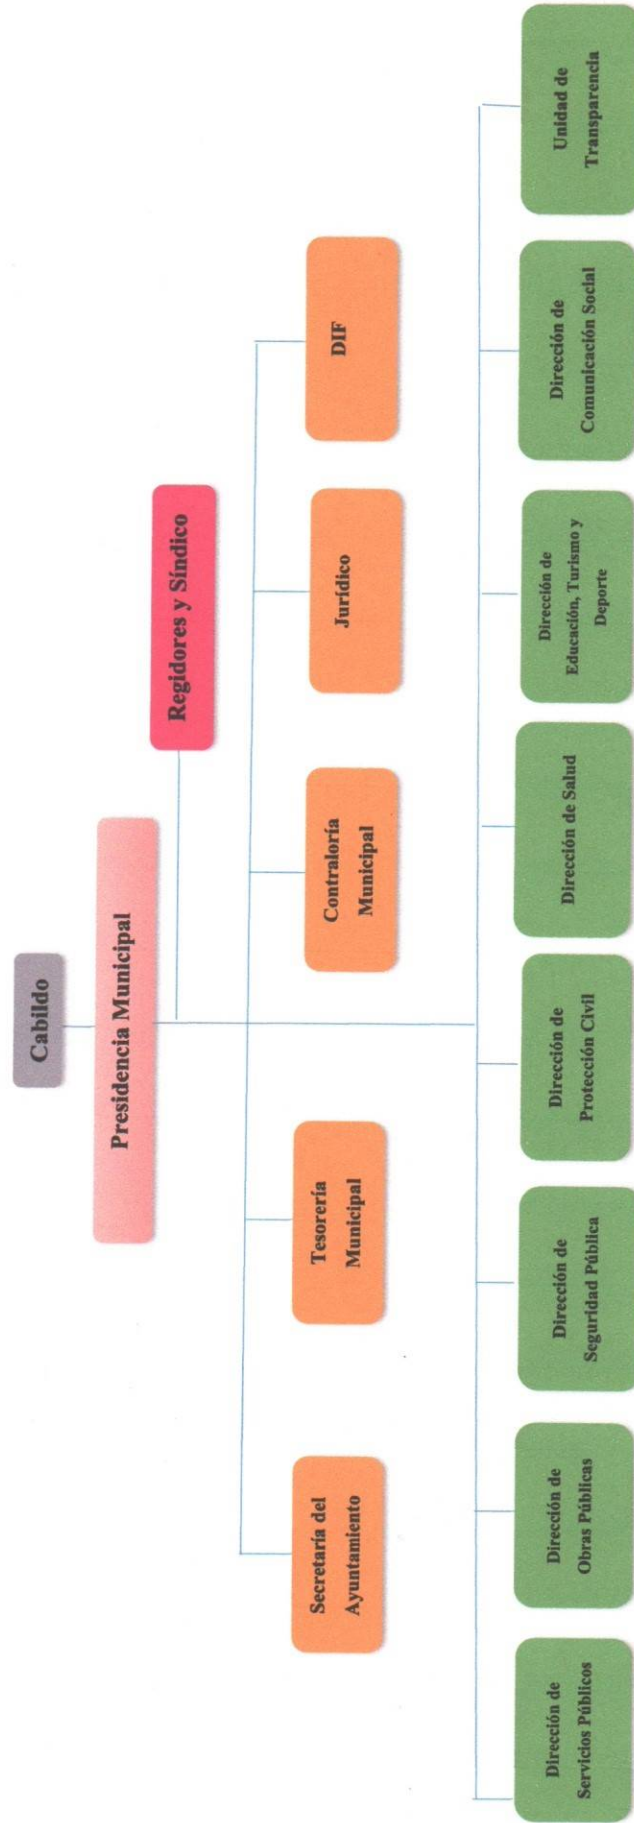 Cabildo
Presidencia Municipal
Regidores y Síndico
Secretaría del
Ayuntamiento
Tesorería
Municipal
Contraloría
Municipal
Jurídico
DIF
Dirección de
Servicios Públicos
Dirección de
Obras Públicas
Dirección de
Seguridad Pública
Dirección de
Protección Civil
Dirección de Salud
Dirección de
Educación, Turismo y
Deporte
Dirección de
Comunicación Social
Unidad de
Transparencia